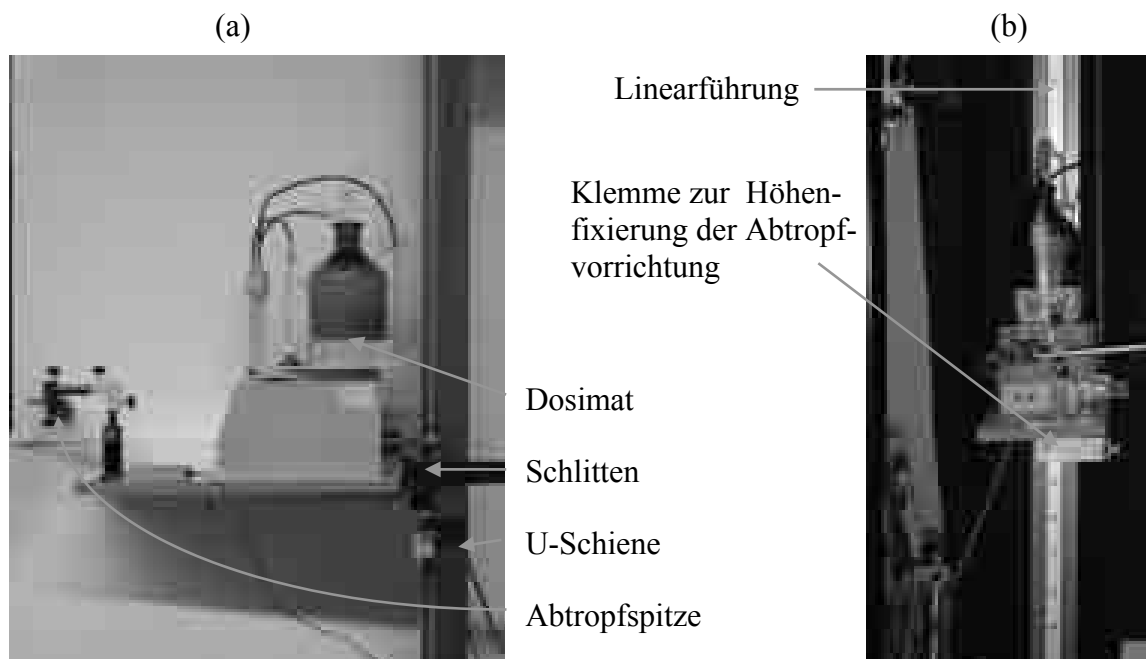 (a)
(b)
Linearführung
Klemme zur Höhen-
fixierung der Abtropf-
vorrichtung
Dosimat
Schlitten
U-Schiene
Abtropfspitze